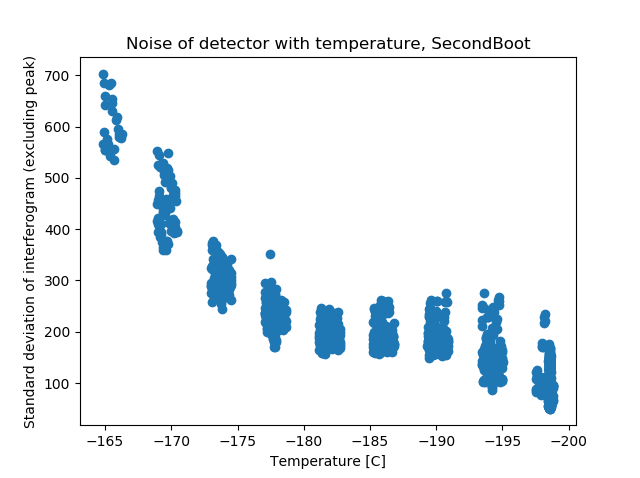 Noise of detector with temperature, SecondBoot
Standard deviation of interferogram (excluding peak)
700
600
500
400
300
200
100
−165 −170 −175 −180 −185 −190 −195 −200
Temperature [C]